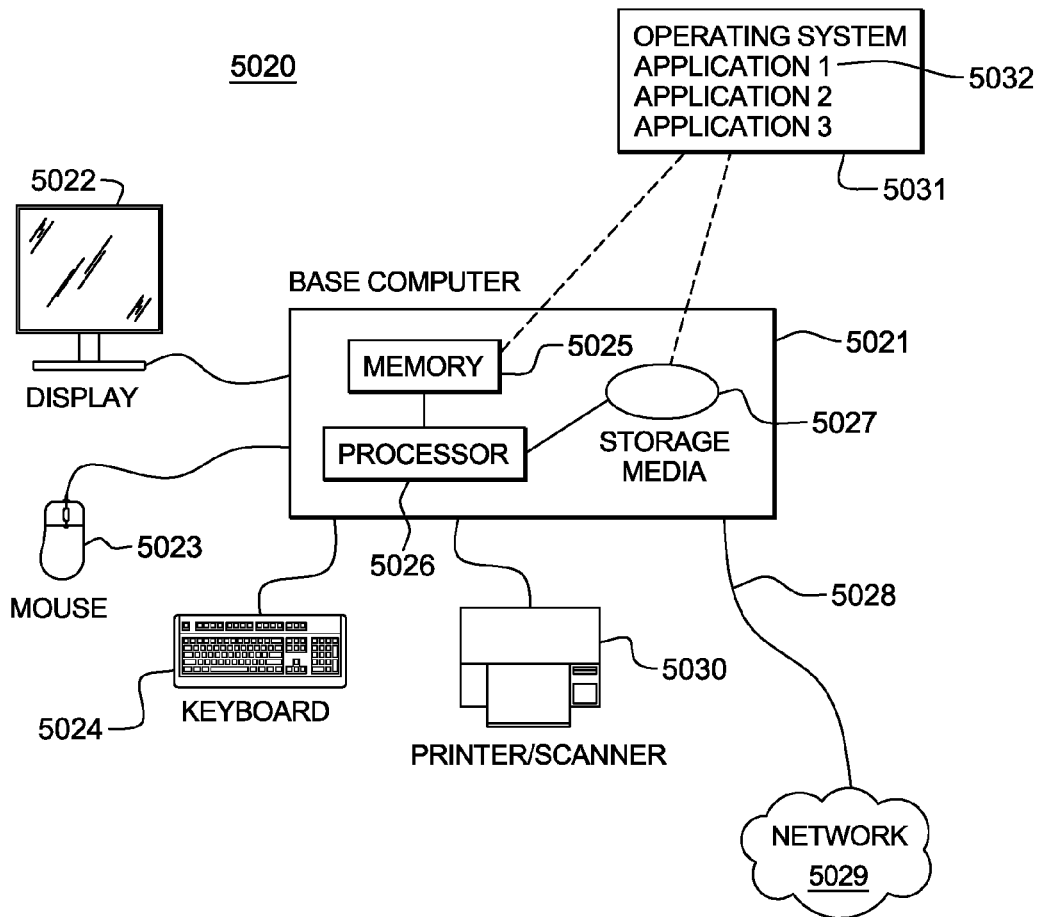 5020
OPERATING SYSTEM
APPLICATION 1
APPLICATION 2
APPLICATION 3
5032
5031
5022
DISPLAY
BASE COMPUTER
5021
MEMORY
5025
PROCESSOR
5026
STORAGE
MEDIA
5027
MOUSE
5023
5024
KEYBOARD
5030
PRINTER/SCANNER
5028
NETWORK
5029